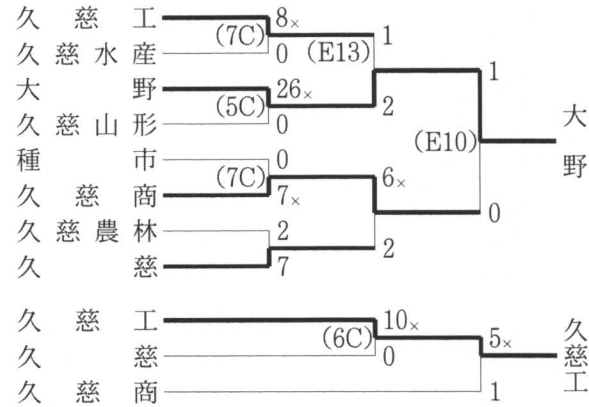 久慈工 8× (7C)
久慈水産 0 (E13) 1
大野 26× (5C) 2 1
久慈山形 0 (E10) 大野
種市 0 (7C) 6×
久慈商 7× 0
久慈農林 2 2
久慈 7
久慈工 10× (6C) 5× 久慈工
久慈 0
久慈商 1